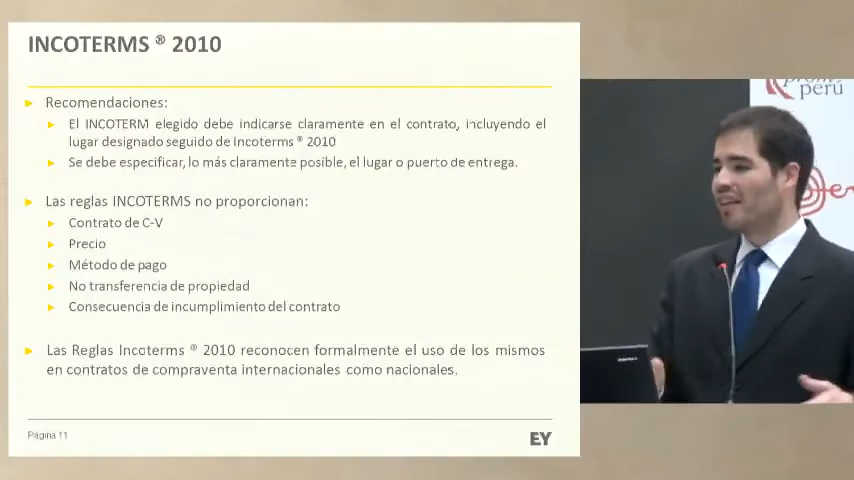 INCOTERMS ® 2010
Recomendaciones:
El INCOTERM elegido debe indicarse claramente en el contrato, incluyendo el
lugar designado seguido de Incoterms ® 2010
Se debe especificar, lo más claramente posible, el lugar o puerto de entrega.
Las reglas INCOTERMS no proporcionan:
Contrato de C-V
Precio
Método de pago
No transferencia de propiedad
Consecuencia de incumplimiento del contrato
Las Reglas Incoterms ® 2010 reconocen formalmente el uso de los mismos
en contratos de compraventa internacionales como nacionales.
Página 11
EY
perú